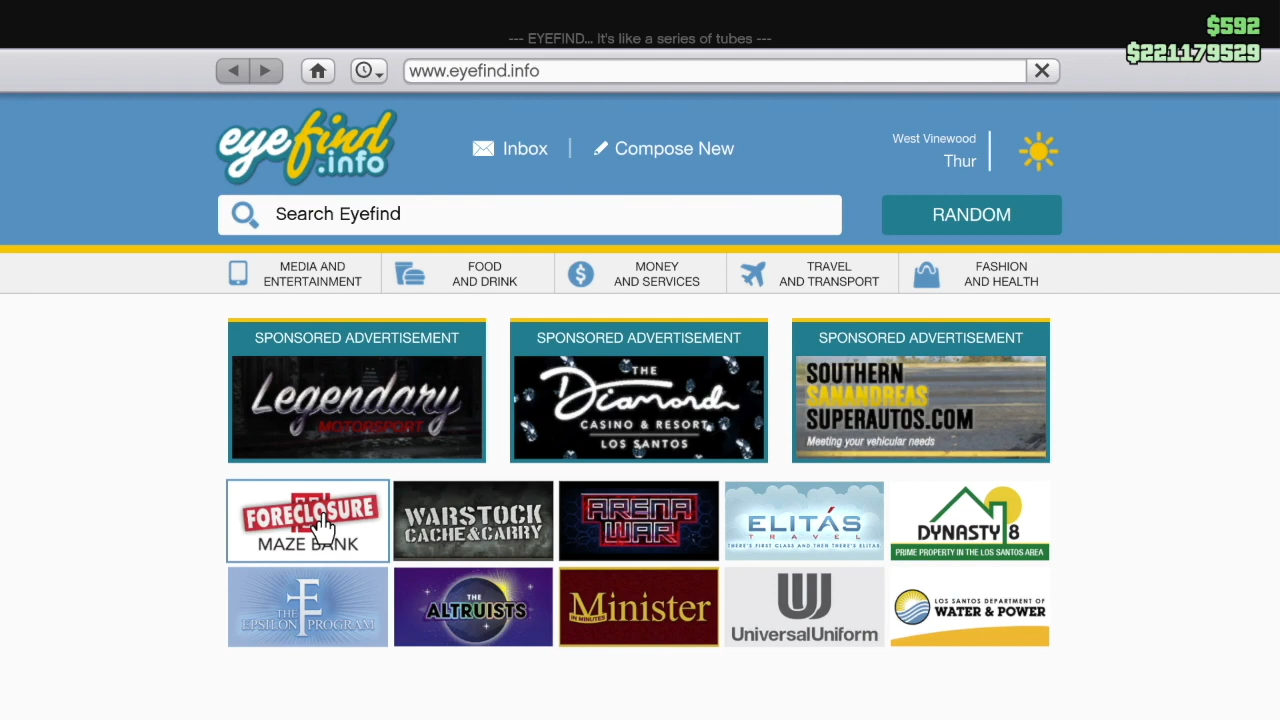 $592
--- EYEFIND... It's like a series of tubes ---
$221179529
www.eyefind.info
eyefind
.info
Inbox
Compose New
West Vinewood
Thur
Search Eyefind
RANDOM
MEDIA AND
ENTERTAINMENT
FOOD
AND DRINK
MONEY
AND SERVICES
TRAVEL
AND TRANSPORT
FASHION
AND HEALTH
SPONSORED ADVERTISEMENT
Legendary
MOTORSPORT
SPONSORED ADVERTISEMENT
THE
Diamond
CASINO & RESORT
LOS SANTOS
SPONSORED ADVERTISEMENT
SOUTHERN
SANANDREAS
SUPERAUTOS.COM
Meeting your vehicular needs
FORECLOSURE
MAZE BANK
WARSTOCK
CACHE&CARRY
ARENA
WAR
ELITÁS
TRAVEL
THERE'S FIRST CLASS AND THEN THERE'S ELITAS
DYNASTY 8
PRIME PROPERTY IN THE LOS SANTOS AREA
THE
EPSILON PROGRAM
THE
ALTRUISTS
Minister
IN MINUTES
UniversalUniform
LOS SANTOS DEPARTMENT OF
WATER & POWER